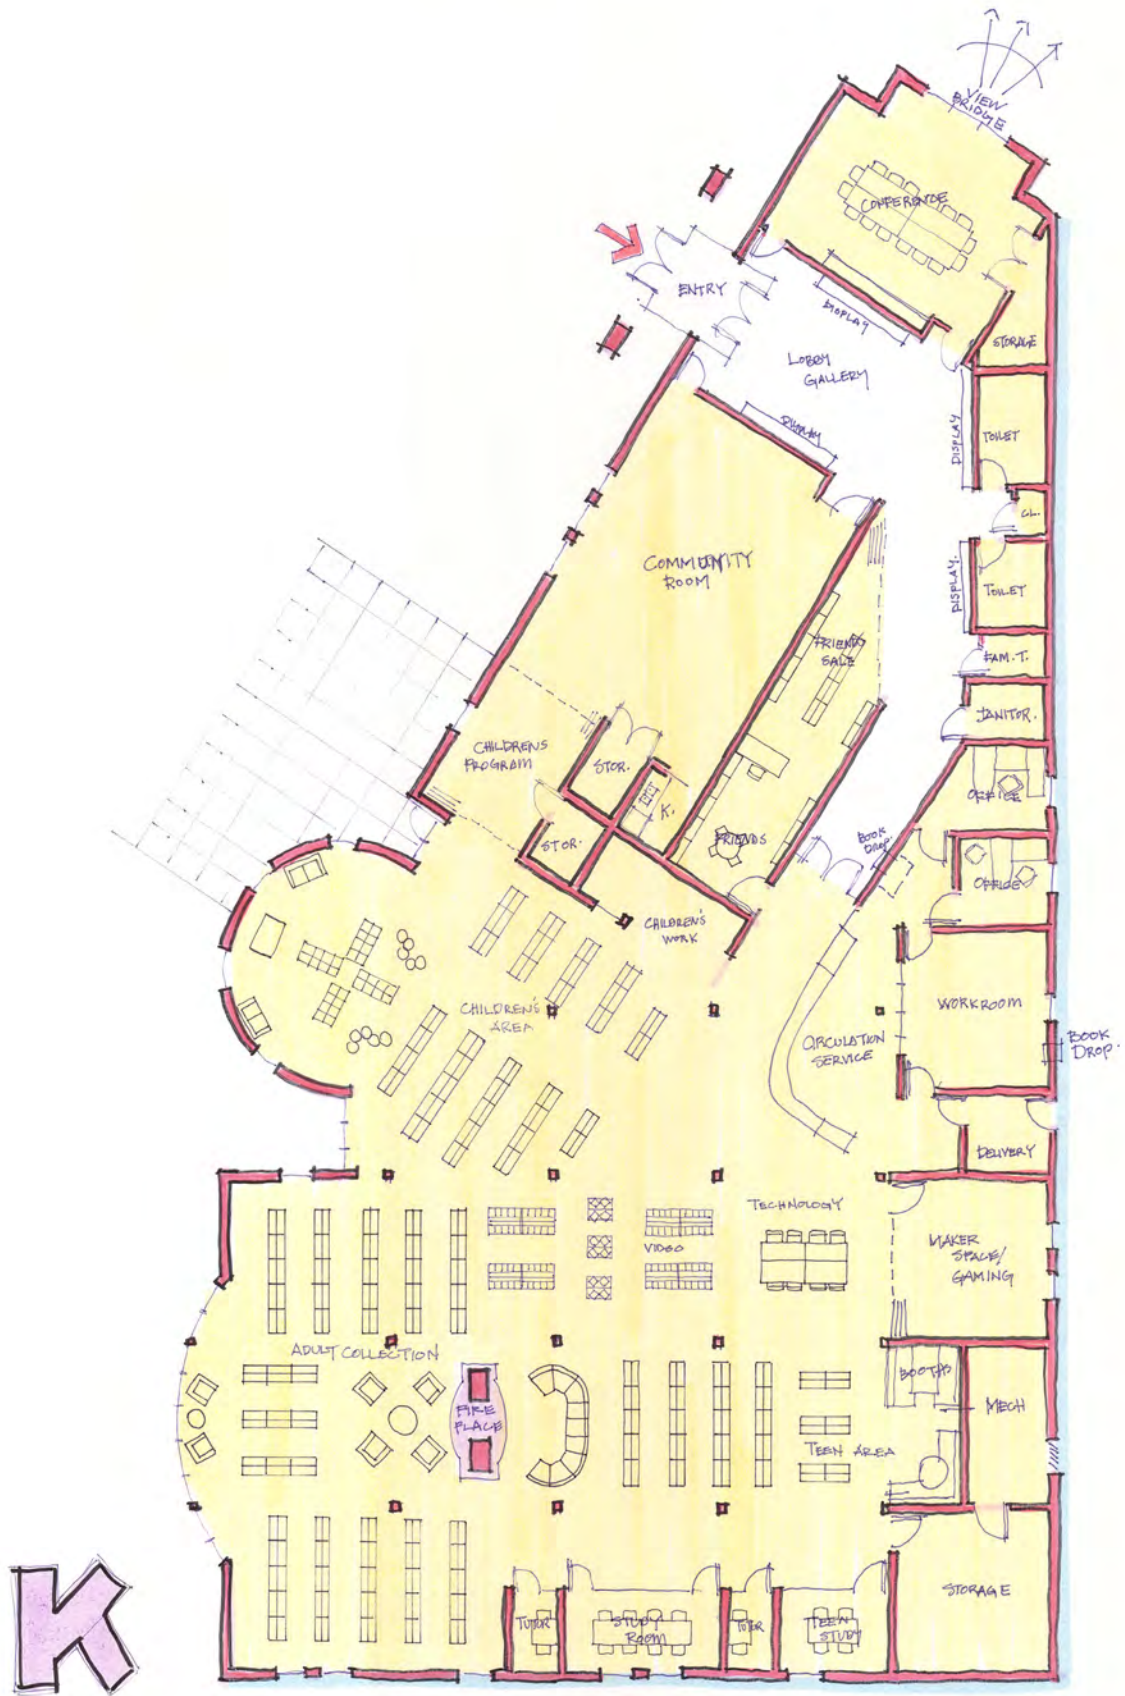 VIEW
BRIDGE
CONFERENCE
ENTRY
DISPLAY
STORAGE
LOBBY
GALLERY
DISPLAY
DISPLAY
TOILET
COMMUNITY
ROOM
DISPLAY.
TOILET
FRIENDS
SALE
FAM. T.
JANITOR.
CHILDRENS
PROGRAM
STOR.
OFFICE
K.
STOR.
FRIENDS
BOOK
DROP.
OFFICE
CHILDREN'S
WORK
CHILDREN'S
AREA
WORKROOM
CIRCULATION
SERVICE
BOOK
DROP.
DELIVERY
TECHNOLOGY
VIDEO
MAKER
SPACE/
GAMING
ADULT COLLECTION
BOOTHS
FIRE
PLACE
MECH
TEEN AREA
STORAGE
TUTOR
STUDY
ROOM
TUTOR
TEEN
STUDY
K